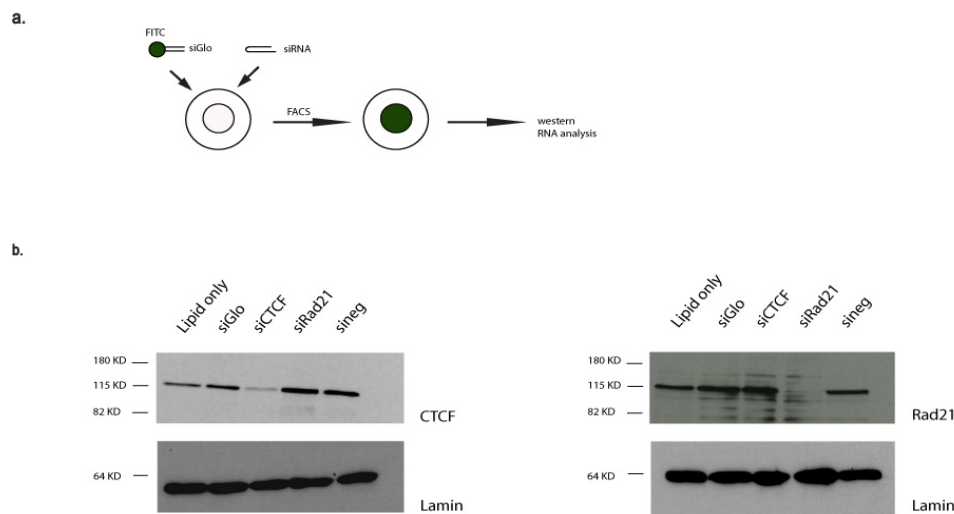 a.
FITC
siGlo
siRNA
FACS
western
RNA analysis
b.
Lipid only
siGlo
siCTCF
siRad21
sineg
180 KD
115 KD
82 KD
CTCF
64 KD
Lamin
Lipid only
siGlo
siCTCF
siRad21
sineg
180 KD
115 KD
82 KD
Rad21
64 KD
Lamin